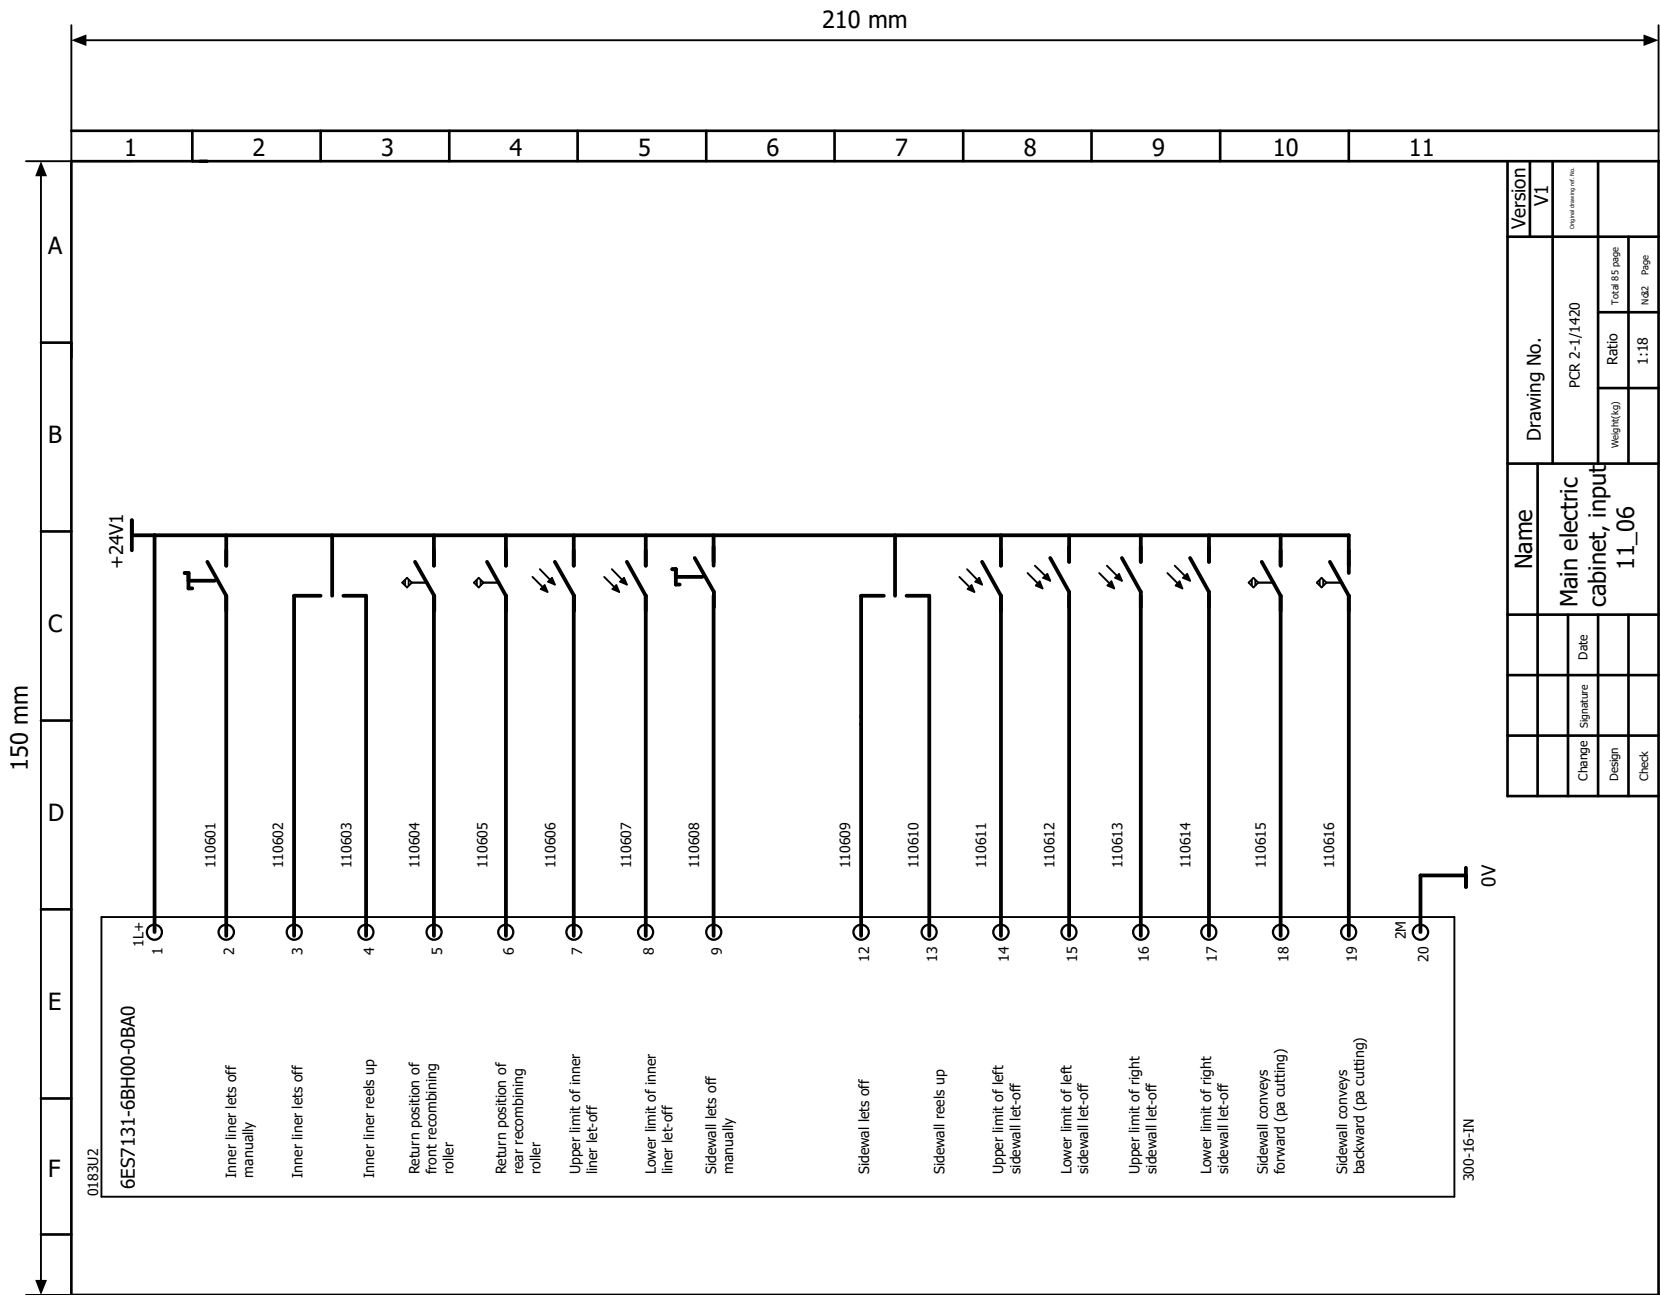 210 mm
1 2 3 4 5 6 7 8 9 10 11
150 mm
A
B
C
D
E
F
+24V1
110601
110602
110603
110604
110605
110606
110607
110608
110609
110610
110611
110612
110613
110614
110615
110616
0V
1L+
2M
1
2
3
4
5
6
7
8
9
12
13
14
15
16
17
18
19
20
0183U2
6ES7131-6BH00-0BA0
Inner liner lets off
manually
Inner liner lets off
Inner liner reels up
Return position of
front recombining
roller
Return position of
rear recombining
roller
Upper limit of inner
liner let-off
Lower limit of inner
liner let-off
Sidewall lets off
manually
Sidewal lets off
Sidewall reels up
Upper limit of left
sidewall let-off
Lower limit of left
sidewall let-off
Upper limit of right
sidewall let-off
Lower limit of right
sidewall let-off
Sidewall conveys
forward (pa cutting)
Sidewall conveys
backward (pa cutting)
300-16-IN
Version
V1
Original drawing ref. No.
Drawing No.
PCR 2-1/1420
Weight(kg)
Ratio
Total 85 page
1:18
Page
Name
Main electric
cabinet, input
11_06
Change
Signature
Date
Design
Check